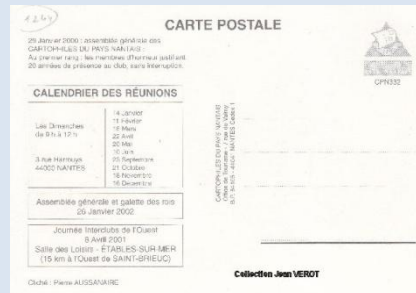 1264
CARTE POSTALE
29 Janvier 2000 : assemblée générale des
CARTOPHILES DU PAYS NANTAIS :
Au premier rang : les membres d'honneur justifiant
20 années de présence au club, sans interruption.
CPN332
CALENDRIER DES RÉUNIONS
Les Dimanches
de 9 h à 12 h
3 rue Harrouys
44000 NANTES
14 Janvier
11 Février
18 Mars
22 Avril
20 Mai
10 Juin
23 Septembre
21 Octobre
18 Novembre
16 Décembre
Assemblée générale et galette des rois
26 Janvier 2002
Journée Interclubs de l'Ouest
8 Avril 2001
Salle des Loisirs - ÉTABLES-SUR-MER
(15 km à l'Ouest de SAINT-BRIEUC)
CARTOPHILES DU PAYS NANTAIS
Cliché : Pierre AUSSANAIRE
Collection Jean VEROT